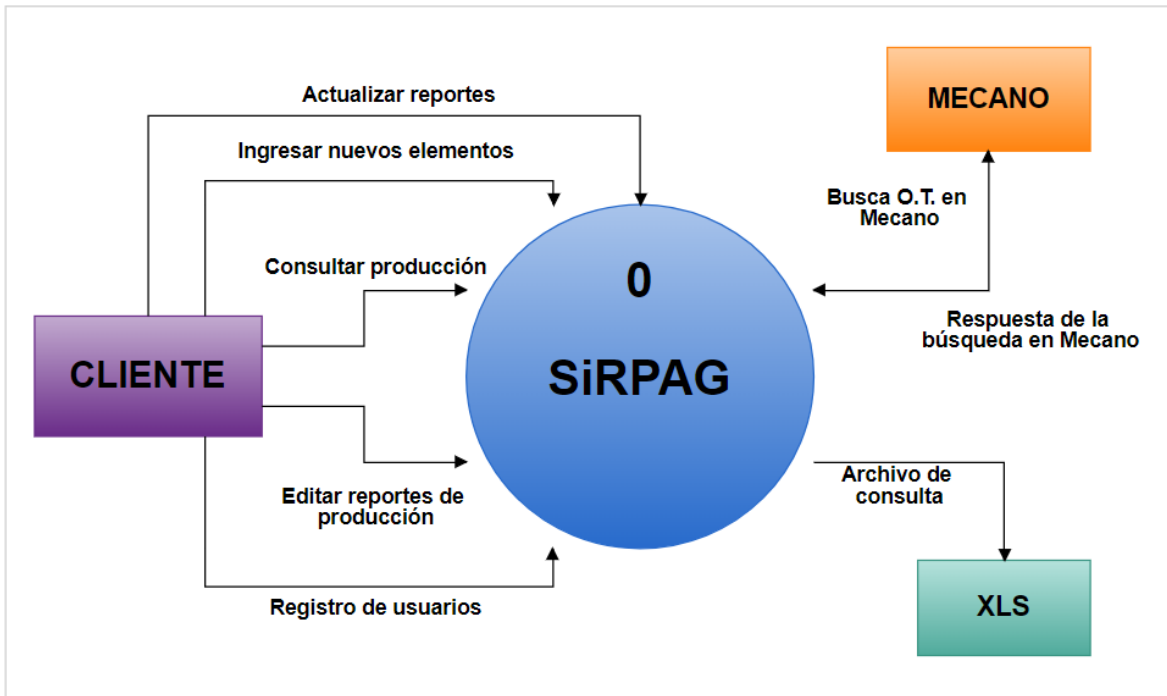 Actualizar reportes
Ingresar nuevos elementos
Consultar producción
CLIENTE
Editar reportes de
producción
Registro de usuarios
0
SiRPAG
MECANO
Busca O.T. en
Mecano
Respuesta de la
búsqueda en Mecano
Archivo de
consulta
XLS